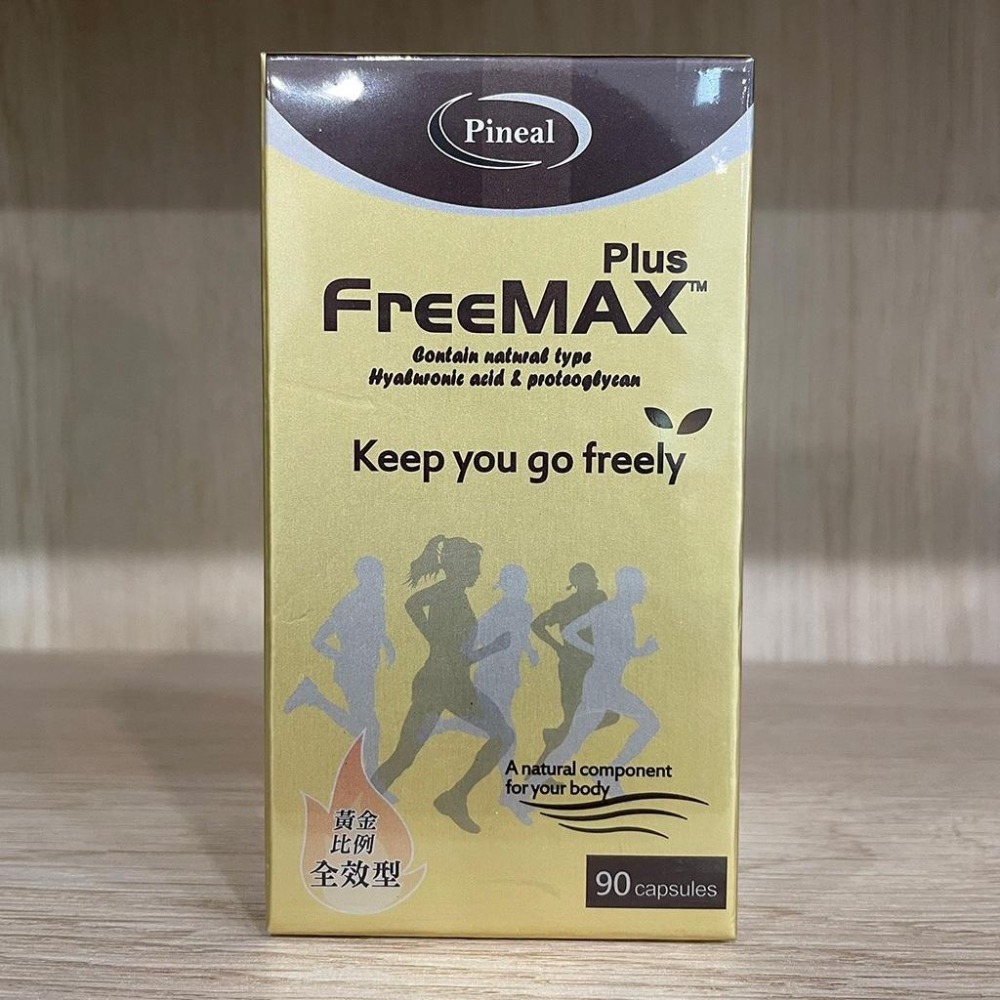 Pineal
Plus
FreeMAX™
Contain natural type
Hyaluronic acid & proteoglycan
Keep you go freely
A natural component
for your body
黃金
比例
全效型
90 capsules